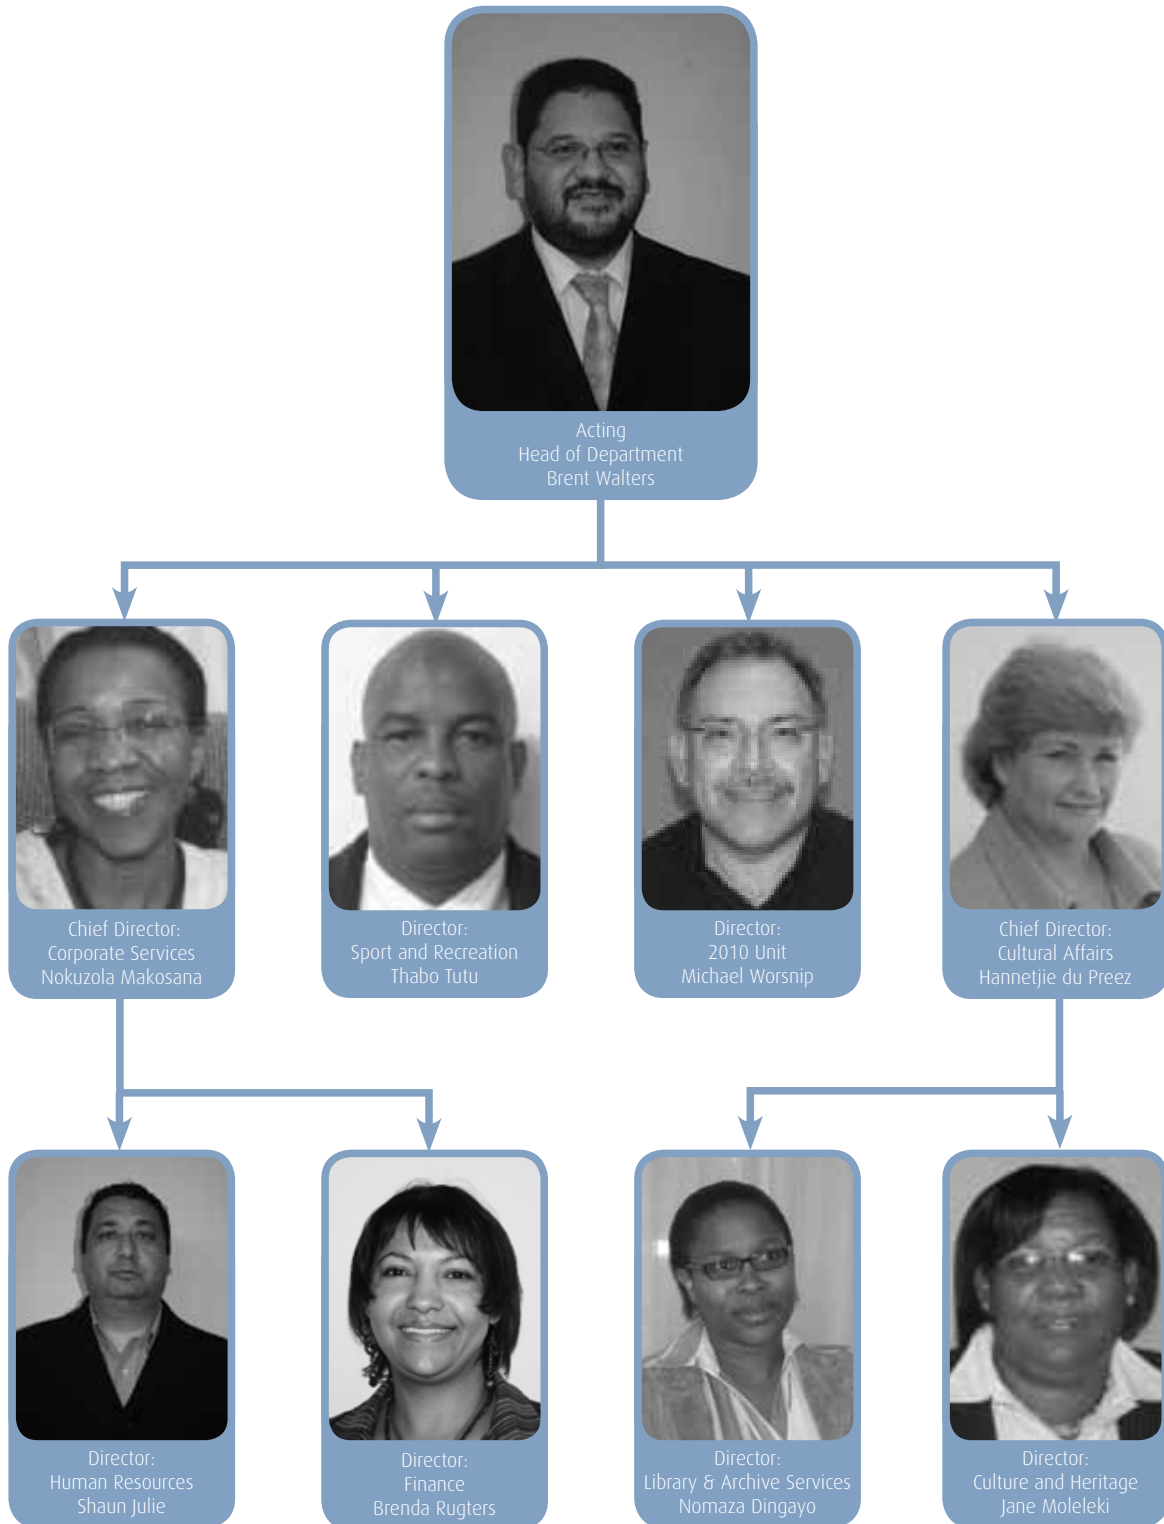 Acting
Head of Department
Brent Walters
Chief Director:
Corporate Services
Nokuzola Makosana
Director:
Sport and Recreation
Thabo Tutu
Director:
2010 Unit
Michael Worsnip
Chief Director:
Cultural Affairs
Hannetjie du Preez
Director:
Human Resources
Shaun Julie
Director:
Finance
Brenda Rugters
Director:
Library & Archive Services
Nomaza Dingayo
Director:
Culture and Heritage
Jane Moleleki